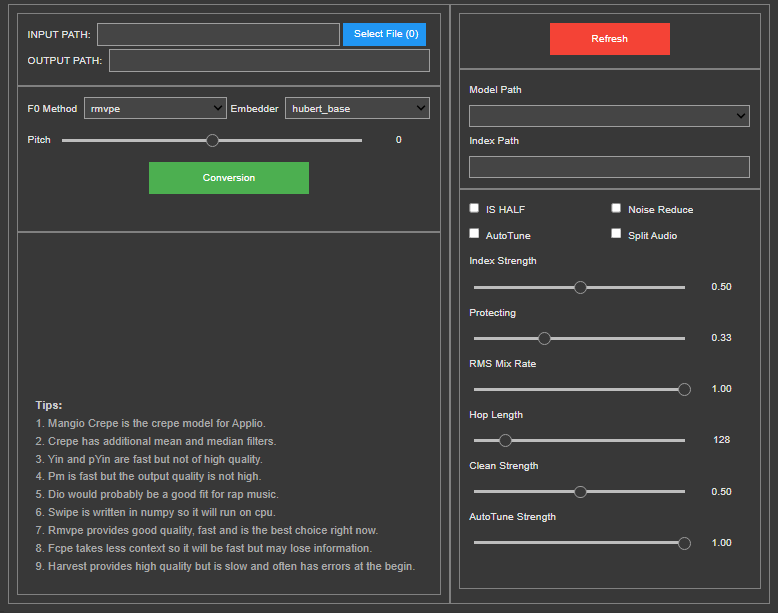 INPUT PATH: Select File (0)
OUTPUT PATH:
F0 Method rmvpe Embedder hubert_base
Pitch 0
Conversion
Tips:
1. Mangio Crepe is the crepe model for Applio.
2. Crepe has additional mean and median filters.
3. Yin and pYin are fast but not of high quality.
4. Pm is fast but the output quality is not high.
5. Dio would probably be a good fit for rap music.
6. Swipe is written in numpy so it will run on cpu.
7. Rmvpe provides good quality, fast and is the best choice right now.
8. Fcpe takes less context so it will be fast but may lose information.
9. Harvest provides high quality but is slow and often has errors at the begin.
Refresh
Model Path
Index Path
IS HALF Noise Reduce
AutoTune Split Audio
Index Strength
0.50
Protecting
0.33
RMS Mix Rate
1.00
Hop Length
128
Clean Strength
0.50
AutoTune Strength
1.00